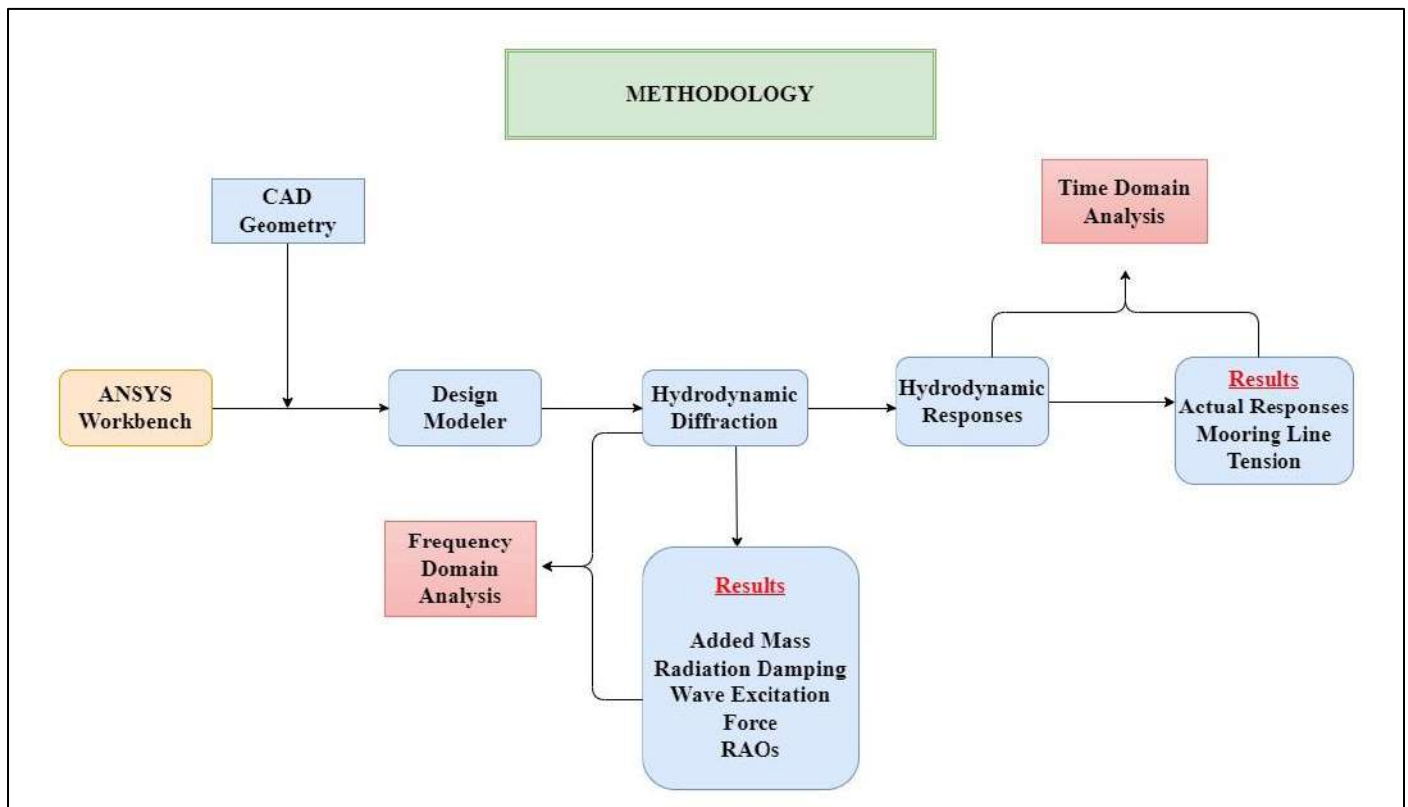 METHODOLOGY
CAD
Geometry
Time Domain
Analysis
ANSYS
Workbench
Design
Modeler
Hydrodynamic
Diffraction
Hydrodynamic
Responses
Results
Actual Responses
Mooring Line
Tension
Frequency
Domain
Analysis
Results
Added Mass
Radiation Damping
Wave Excitation
Force
RAOs